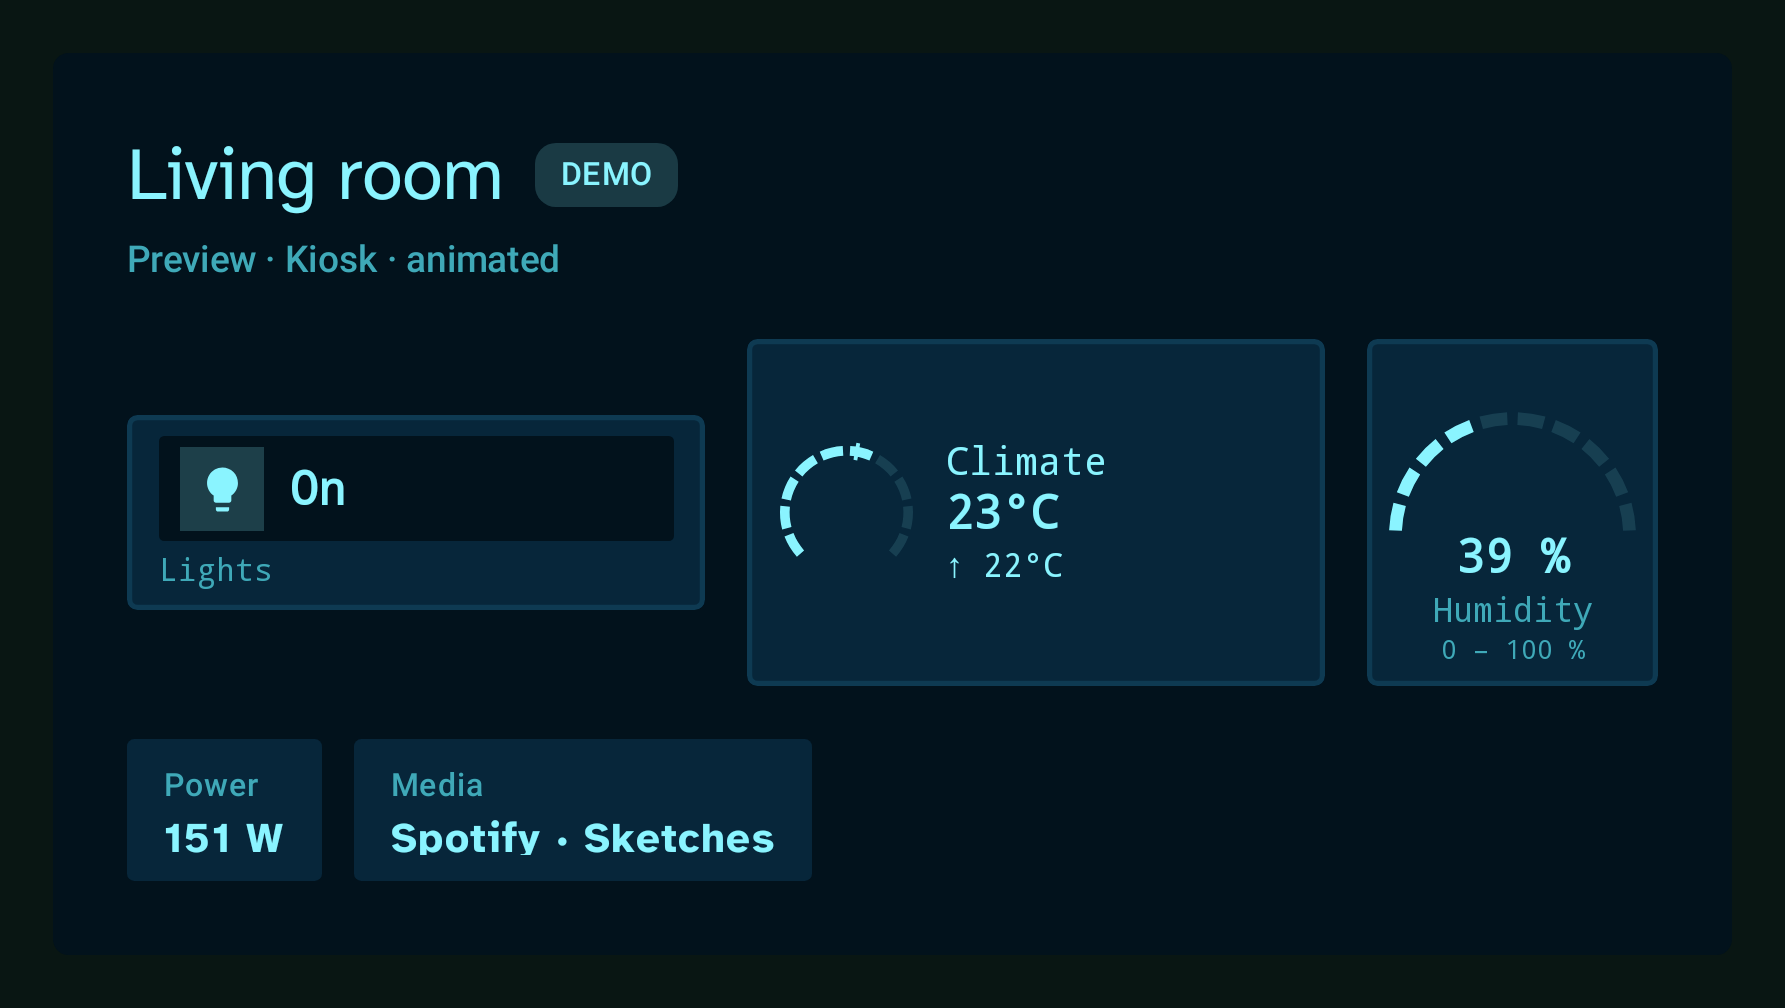 Living room
DEMO
Preview · Kiosk · animated
On
Lights
Climate
23°C
↑ 22°C
39 %
Humidity
0 – 100 %
Power
151 W
Media
Spotify · Sketches